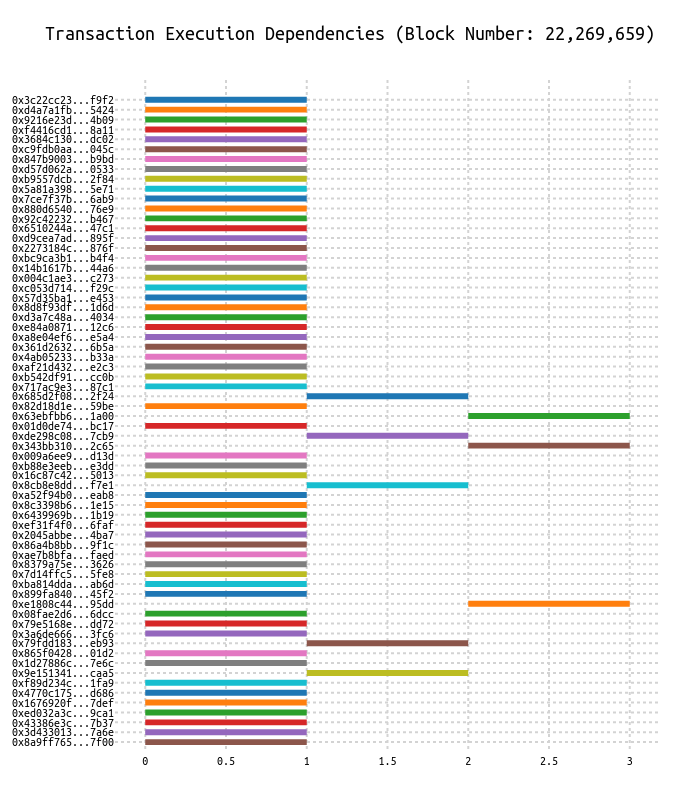 Transaction Execution Dependencies (Block Number: 22,269,659)
0x3c22cc23...f9f2
0xd4a7a1fb...5424
0x9216e23d...4b09
0xf4416cd1...8a11
0x3684c130...dc02
0xc9fdb0aa...045c
0x847b9003...b9bd
0xd57d062a...0533
0xb9557dcb...2f84
0x5a81a398...5e71
0x7ce7f37b...6ab9
0x880d6540...76e9
0x92c42232...b467
0x6510244a...47c1
0xd9cea7ad...895f
0x2273184c...876f
0xbc9ca3b1...b4f4
0x14b1617b...44a6
0x004c1ae3...c273
0xc053d714...f29c
0x57d35ba1...e453
0x8d8f93df...1d6d
0xd3a7c48a...4034
0xe84a0871...12c6
0xa8e04ef6...e5a4
0x361d2632...6b5a
0x4ab05233...b33a
0xaf21d432...e2c3
0xb542df91...cc0b
0x717ac9e3...87c1
0x685d2f08...2f24
0x82d18d1e...59be
0x63ebfbb6...1a00
0x01d0de74...bc17
0xde298c08...7cb9
0x343bb310...2c65
0x009a6ee9...d13d
0xb88e3eeb...e3dd
0x16c87c42...5013
0x8cb8e8dd...f7e1
0xa52f94b0...eab8
0x8c3398b6...1e15
0x6439969b...1b19
0xef31f4f0...6faf
0x2045abbe...4ba7
0x86a4b8bb...9f1c
0xae7b8bfa...faed
0x8379a75e...3626
0x7d14ffc5...5fe8
0xba814dda...ab6d
0x899fa840...45f2
0xe1808c44...95dd
0x08fae2d6...6dcc
0x79e5168e...dd72
0x3a6de666...3fc6
0x79fdd183...eb93
0x865f0428...01d2
0x1d27886c...7e6c
0x9e151341...caa5
0xf89d234c...1fa9
0x4770c175...d686
0x1676920f...7def
0xed032a3c...9ca1
0x43386e3c...7b37
0x3d433013...7a6e
0x8a9ff765...7f00
0 0.5 1 1.5 2 2.5 3